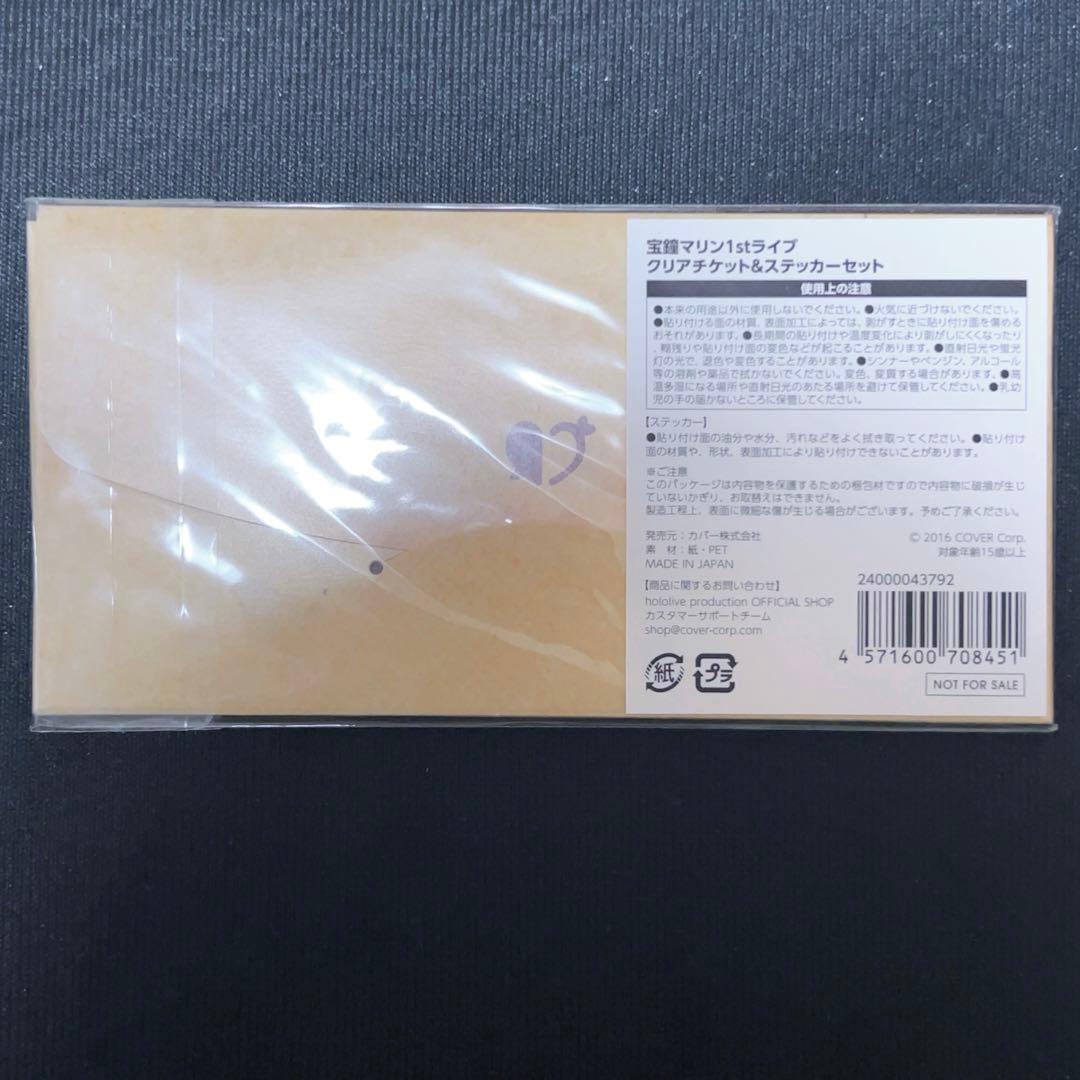 宝鐘マリン1stライブ
クリアチケット&ステッカーセット
使用上の注意
●本来の用途以外に使用しないでください。●火気に近づけないでください。
●貼り付ける面の材質、表面加工によっては、剥がすときに貼り付け面を傷める
おそれがあります。●長期間の貼り付けや温度変化により剥がしにくくなったり
、糊残りや貼り付け面の変色などが起こることがあります。●直射日光や蛍光
灯の光で、退色や変色することがあります。●シンナーやベンジン、アルコール
等の溶剤や薬品で拭かないでください。変色、変質する場合があります。●高
温多湿になる場所や直射日光のあたる場所を避けて保管してください。●乳幼
児の手の届かないところに保管してください。
【ステッカー】
●貼り付け面の油分や水分、汚れなどをよく拭き取ってください。●貼り付け
面の材質や、形状、表面加工により貼り付けできないことがあります。
※ご注意
このパッケージは内容物を保護するための梱包材ですので内容物に破損が生じ
ていないかぎり、お取替えはできません。
製造工程上、表面に微細な傷が生じる場合がございます。予めご了承ください。
発売元：カバー株式会社
© 2016 COVER Corp.
素 材：紙・PET
対象年齢15歳以上
MADE IN JAPAN
【商品に関するお問い合わせ】
hololive production OFFICIAL SHOP
カスタマーサポートチーム
shop@cover-corp.com
24000043792
4 571600 708451
紙
プラ
NOT FOR SALE